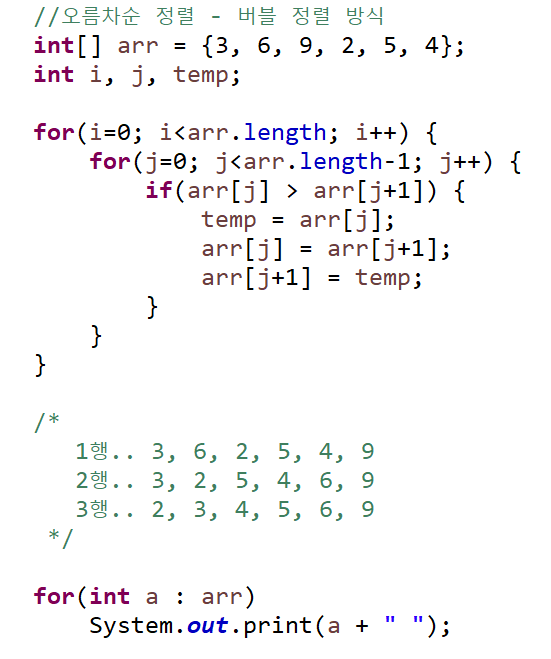 //오름차순 정렬 - 버블 정렬 방식
int[] arr = {3, 6, 9, 2, 5, 4};
int i, j, temp;

for(i=0; i<arr.length; i++) {
    for(j=0; j<arr.length-1; j++) {
        if(arr[j] > arr[j+1]) {
            temp = arr[j];
            arr[j] = arr[j+1];
            arr[j+1] = temp;
        }
    }
}

/*
   1행.. 3, 6, 2, 5, 4, 9
   2행.. 3, 2, 5, 4, 6, 9
   3행.. 2, 3, 4, 5, 6, 9
 */

for(int a : arr)
    System.out.print(a + " ");